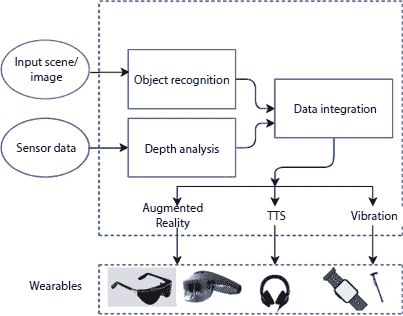 Input scene/
image
Object recognition
Data integration
Sensor data
Depth analysis
Augmented
Reality
TTS
Vibration
Wearables